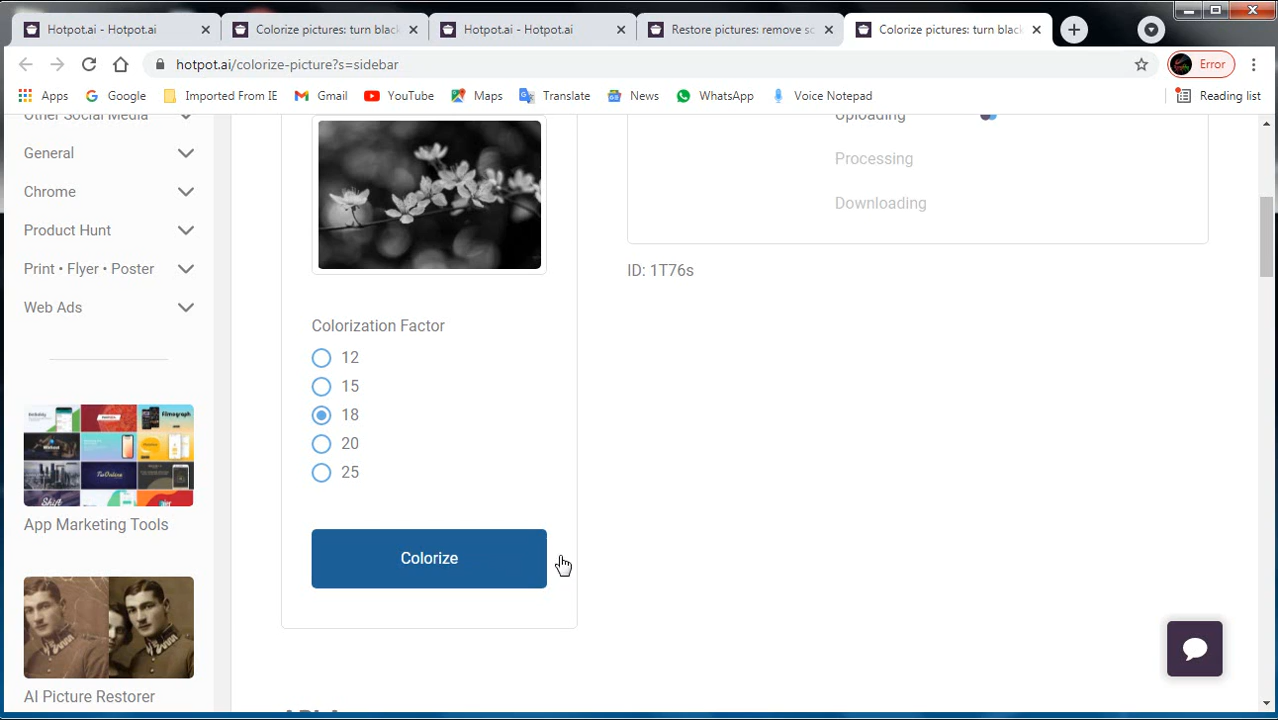 Hotpot.ai - Hotpot.ai
Colorize pictures: turn black
Hotpot.ai - Hotpot.ai
Restore pictures: remove sc
Colorize pictures: turn black
hotpot.ai/colorize-picture?s=sidebar
Error
Apps
Google
Imported From IE
Gmail
YouTube
Maps
Translate
News
WhatsApp
Voice Notepad
Reading list
Other Social Media
General
Chrome
Product Hunt
Print • Flyer • Poster
Web Ads
App Marketing Tools
AI Picture Restorer
Colorization Factor
12
15
18
20
25
Colorize
Uploading
Processing
Downloading
ID: 1T76s